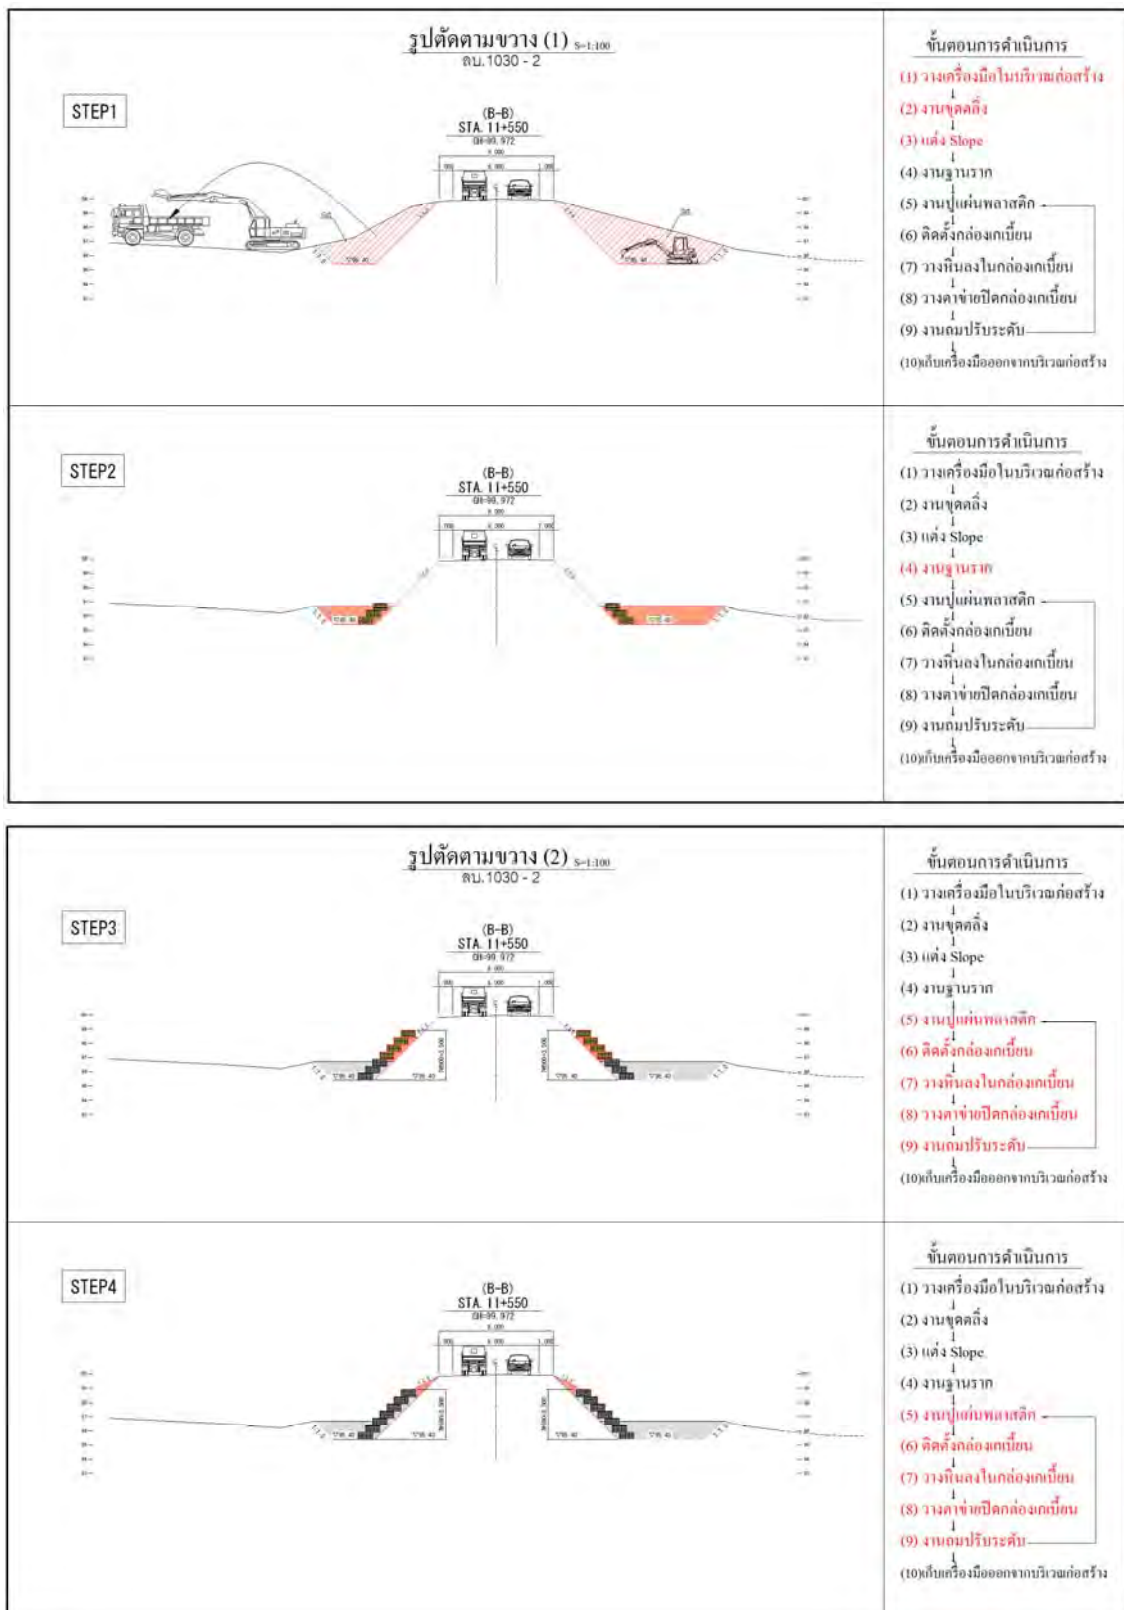 รูปตัดตามขวาง (1) S=1:100
ลบ.1030 - 2
STEP1
(B-B)
STA. 11+550
GH=99.972
6.000
1.000
ขั้นตอนการดำเนินการ
(1) วางเครื่องมือในบริเวณก่อสร้าง
(2) งานขุดตลิ่ง
(3) แต่ง Slope
(4) งานฐานราก
(5) งานปูแผ่นพลาสติก
(6) ติดตั้งกล่องเกเบี้ยน
(7) วางหินลงในกล่องเกเบี้ยน
(8) วางตาข่ายปิดกล่องเกเบี้ยน
(9) งานถมปรับระดับ
(10)เก็บเครื่องมือออกจากบริเวณก่อสร้าง
STEP2
(B-B)
STA. 11+550
GH=99.972
6.000
1.000
ขั้นตอนการดำเนินการ
(1) วางเครื่องมือในบริเวณก่อสร้าง
(2) งานขุดตลิ่ง
(3) แต่ง Slope
(4) งานฐานราก
(5) งานปูแผ่นพลาสติก
(6) ติดตั้งกล่องเกเบี้ยน
(7) วางหินลงในกล่องเกเบี้ยน
(8) วางตาข่ายปิดกล่องเกเบี้ยน
(9) งานถมปรับระดับ
(10)เก็บเครื่องมือออกจากบริเวณก่อสร้าง
รูปตัดตามขวาง (2) S=1:100
ลบ.1030 - 2
STEP3
(B-B)
STA. 11+550
GH=99.972
6.000
1.000
ขั้นตอนการดำเนินการ
(1) วางเครื่องมือในบริเวณก่อสร้าง
(2) งานขุดตลิ่ง
(3) แต่ง Slope
(4) งานฐานราก
(5) งานปูแผ่นพลาสติก
(6) ติดตั้งกล่องเกเบี้ยน
(7) วางหินลงในกล่องเกเบี้ยน
(8) วางตาข่ายปิดกล่องเกเบี้ยน
(9) งานถมปรับระดับ
(10)เก็บเครื่องมือออกจากบริเวณก่อสร้าง
STEP4
(B-B)
STA. 11+550
GH=99.972
6.000
1.000
ขั้นตอนการดำเนินการ
(1) วางเครื่องมือในบริเวณก่อสร้าง
(2) งานขุดตลิ่ง
(3) แต่ง Slope
(4) งานฐานราก
(5) งานปูแผ่นพลาสติก
(6) ติดตั้งกล่องเกเบี้ยน
(7) วางหินลงในกล่องเกเบี้ยน
(8) วางตาข่ายปิดกล่องเกเบี้ยน
(9) งานถมปรับระดับ
(10)เก็บเครื่องมือออกจากบริเวณก่อสร้าง